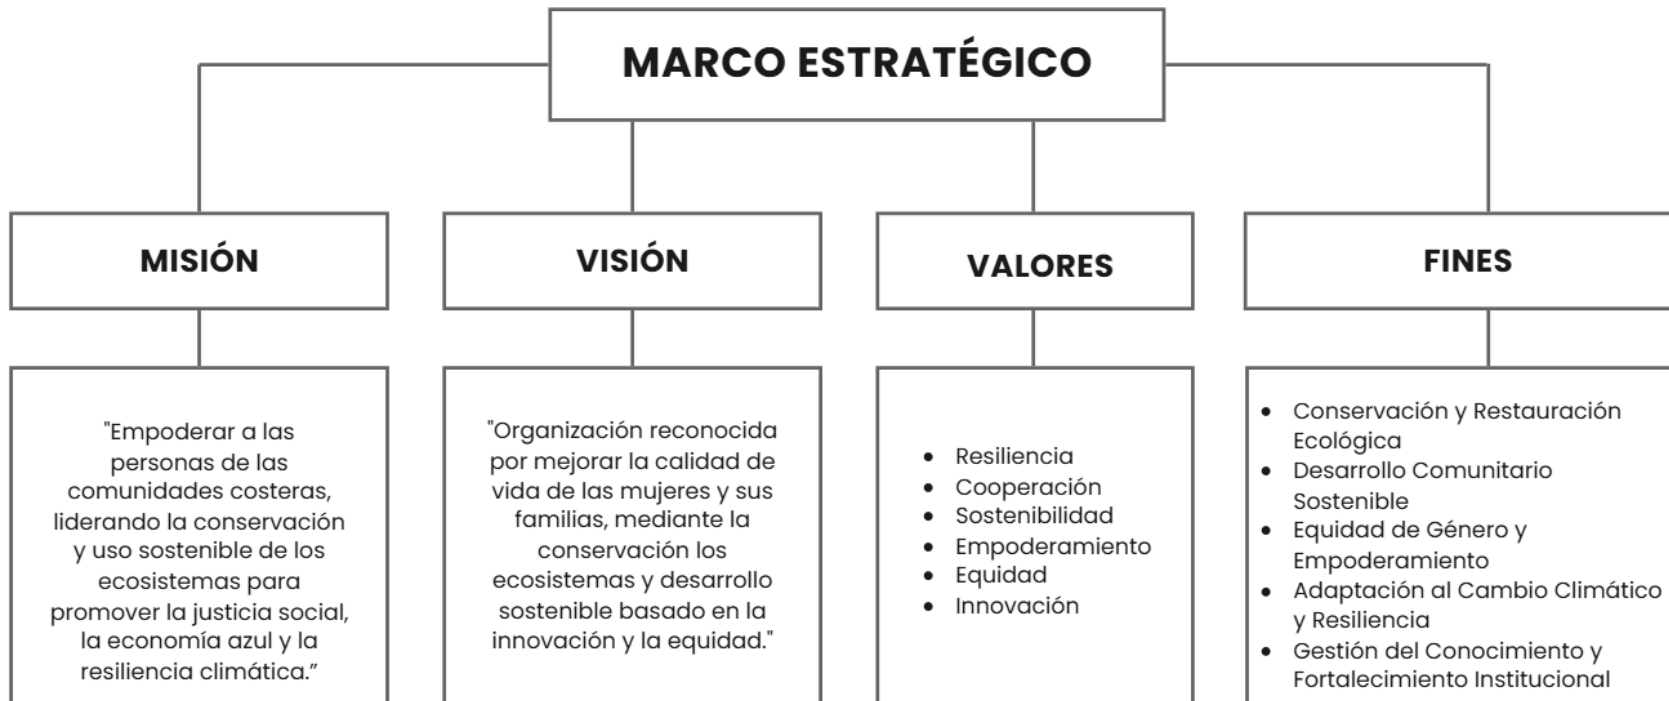 MARCO ESTRATÉGICO
MISIÓN
"Empoderar a las
personas de las
comunidades costeras,
liderando la conservación
y uso sostenible de los
ecosistemas para
promover la justicia social,
la economía azul y la
resiliencia climática.”
VISIÓN
"Organización reconocida
por mejorar la calidad de
vida de las mujeres y sus
familias, mediante la
conservación los
ecosistemas y desarrollo
sostenible basado en la
innovación y la equidad."
VALORES
• Resiliencia
• Cooperación
• Sostenibilidad
• Empoderamiento
• Equidad
• Innovación
FINES
• Conservación y Restauración
Ecológica
• Desarrollo Comunitario
Sostenible
• Equidad de Género y
Empoderamiento
• Adaptación al Cambio Climático
y Resiliencia
• Gestión del Conocimiento y
Fortalecimiento Institucional